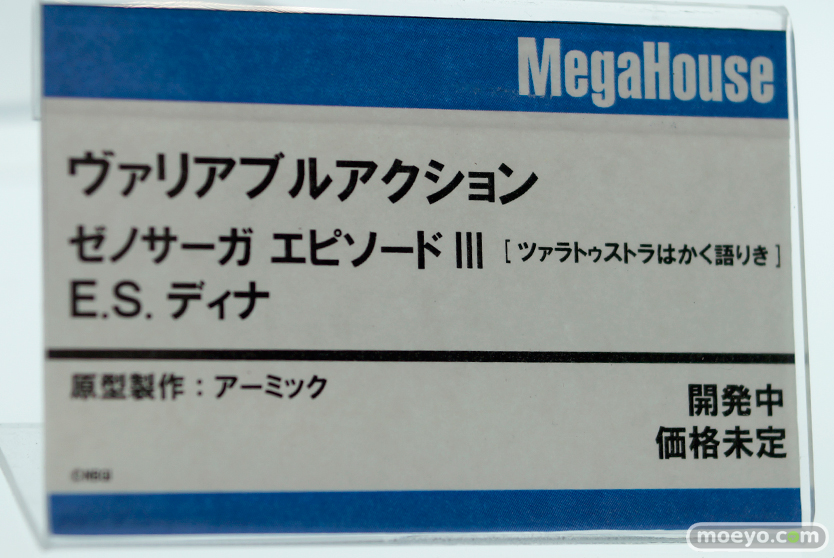 MegaHouse
ヴァリアブルアクション
ゼノサーガ エピソードⅢ [ツァラトゥストラはかく語りき]
E.S. ディナ
原型製作：アーミック
開発中
価格未定
moeyo.com